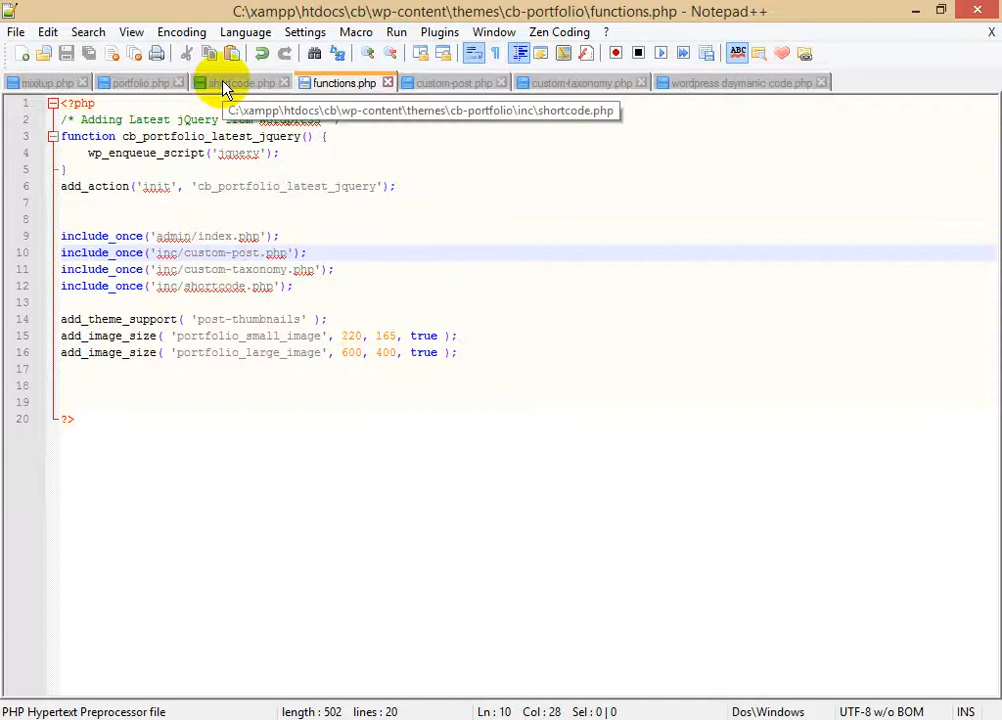 C:\xampp\htdocs\cb\wp-content\themes\cb-portfolio\functions.php - Notepad++
File Edit Search View Encoding Language Settings Macro Run Plugins Window Zen Coding ? X
ABC
mixitup.php portfolio.php shortcode.php functions.php custom-post.php custom-taxonomy.php wordpress daymanic code.php
C:\xampp\htdocs\cb\wp-content\themes\cb-portfolio\inc\shortcode.php
1 <?php
2 /* Adding Latest jQuery
3 function cb_portfolio_latest_jquery() {
4 wp_enqueue_script('jquery');
5 }
6 add_action('init', 'cb_portfolio_latest_jquery');
7
8
9 include_once('admin/index.php');
10 include_once('inc/custom-post.php');
11 include_once('inc/custom-taxonomy.php');
12 include_once('inc/shortcode.php');
13
14 add_theme_support( 'post-thumbnails' );
15 add_image_size( 'portfolio_small_image', 220, 165, true );
16 add_image_size( 'portfolio_large_image', 600, 400, true );
17
18
19
20 ?>
PHP Hypertext Preprocessor file length : 502 lines : 20 Ln : 10 Col : 28 Sel : 0 | 0 Dos\Windows UTF-8 w/o BOM INS